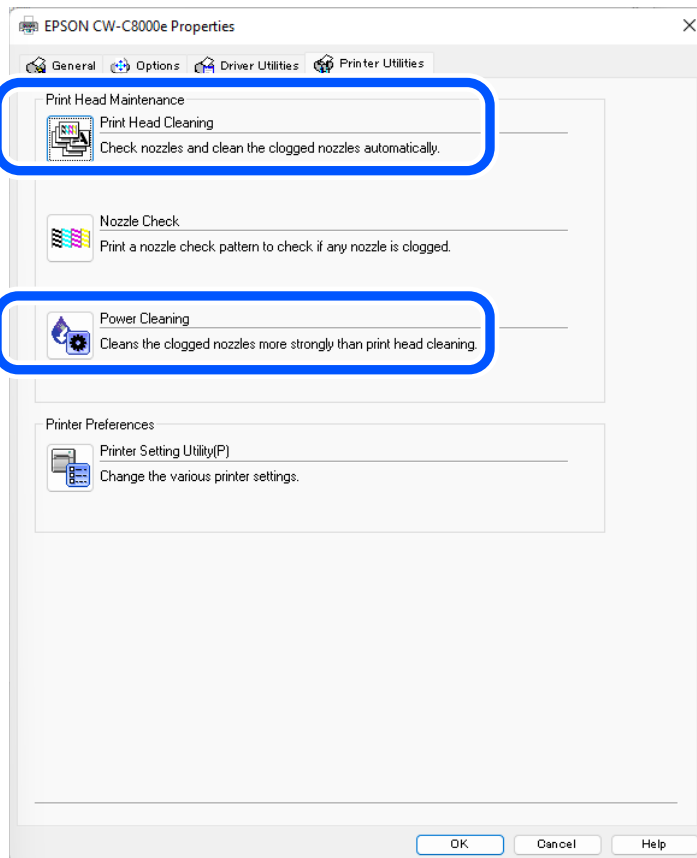 EPSON CW-C8000e Properties
General Options Driver Utilities Printer Utilities
Print Head Maintenance
Print Head Cleaning
Check nozzles and clean the clogged nozzles automatically.
Nozzle Check
Print a nozzle check pattern to check if any nozzle is clogged.
Power Cleaning
Cleans the clogged nozzles more strongly than print head cleaning.
Printer Preferences
Printer Setting Utility(P)
Change the various printer settings.
OK Cancel Help